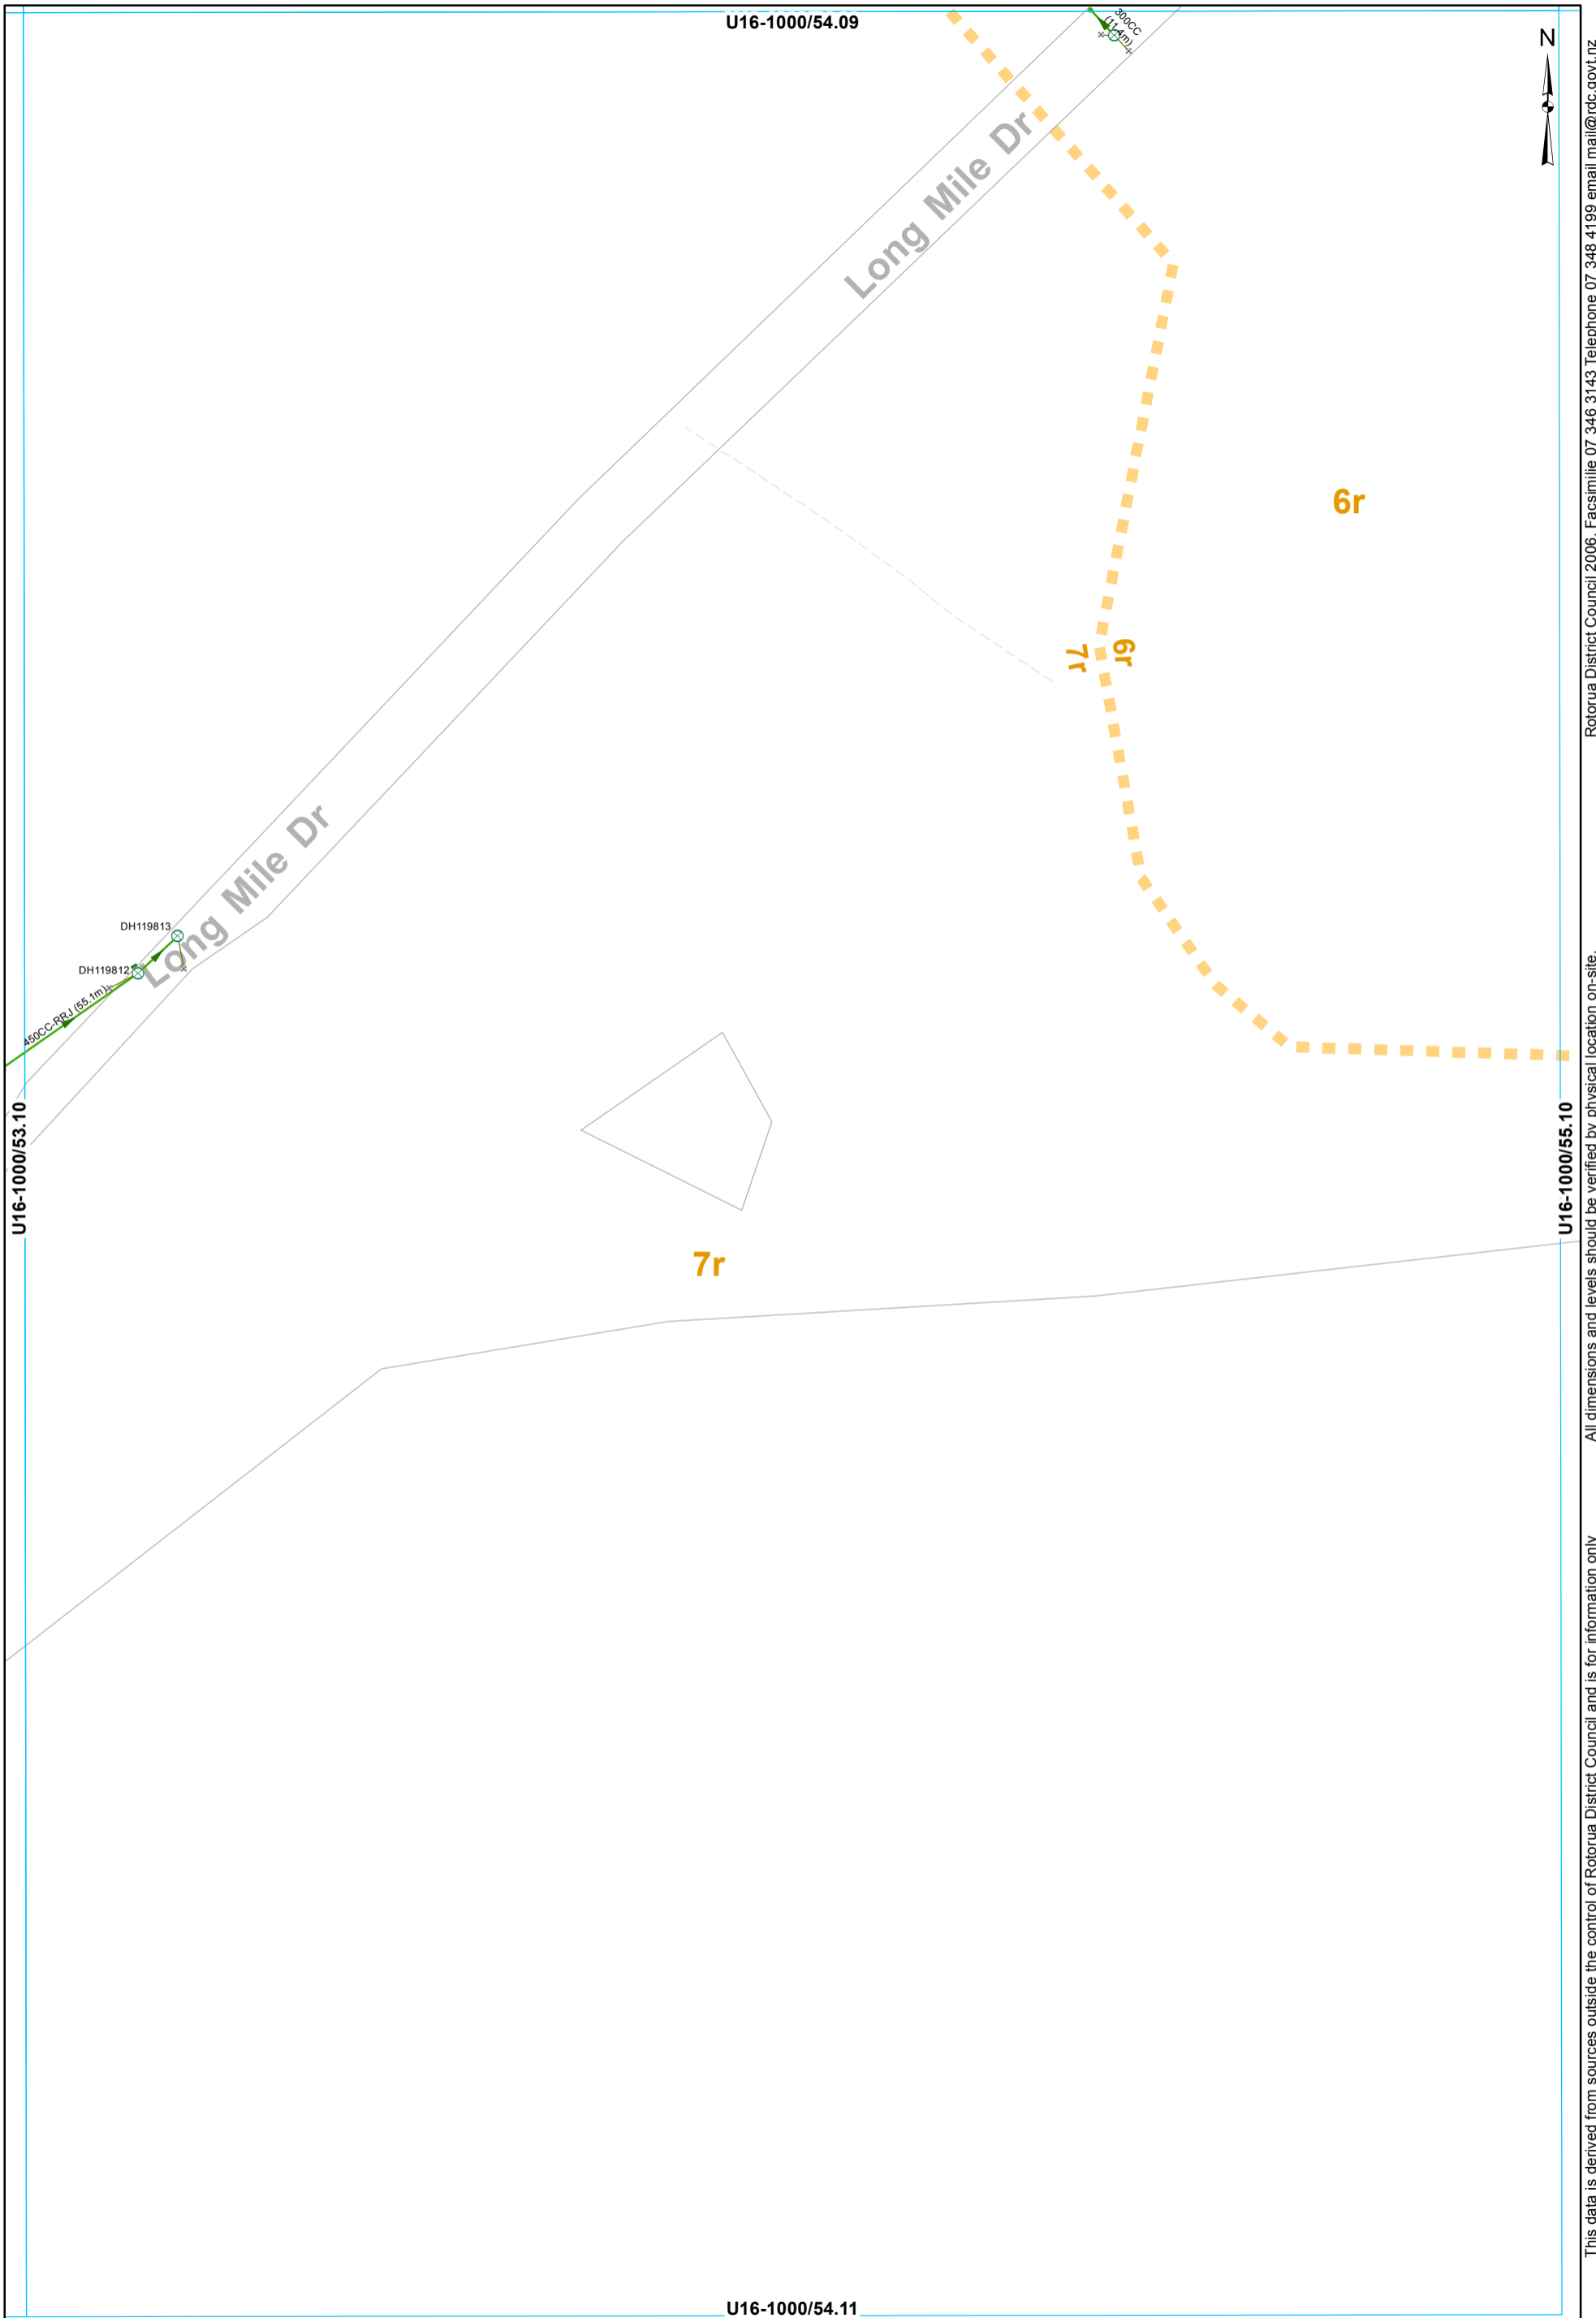 U16-1000/54.09
300CC
(11.4m)
N
Long Mile Dr
6r
6r
7r
Long Mile Dr
DH119813
DH119812
450CC-RRJ (55.1m)
U16-1000/53.10
U16-1000/55.10
7r
U16-1000/54.11
This data is derived from sources outside the control of Rotorua District Council and is for information only
All dimensions and levels should be verified by physical location on-site.
Rotorua District Council 2006. Facsimilie 07 346 3143 Telephone 07 348 4199 email mail@rdc.govt.nz